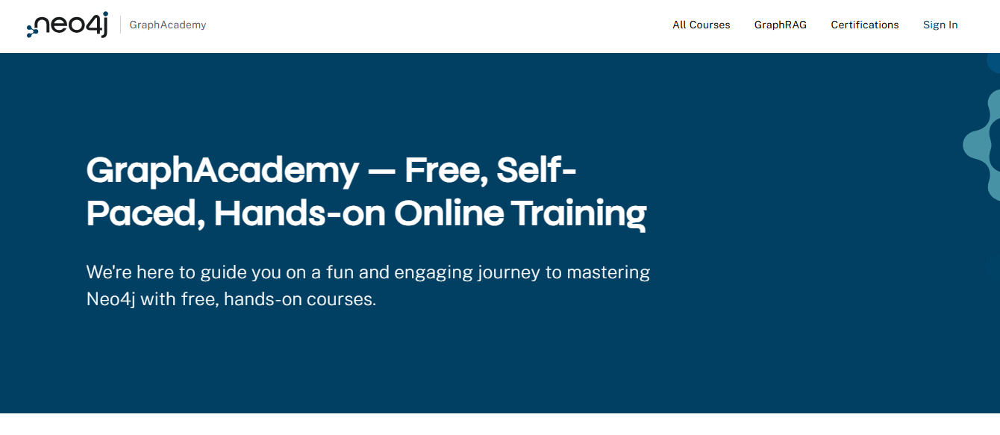 neo4j GraphAcademy All Courses GraphRAG Certifications Sign In
GraphAcademy — Free, Self-
Paced, Hands-on Online Training
We're here to guide you on a fun and engaging journey to mastering
Neo4j with free, hands-on courses.